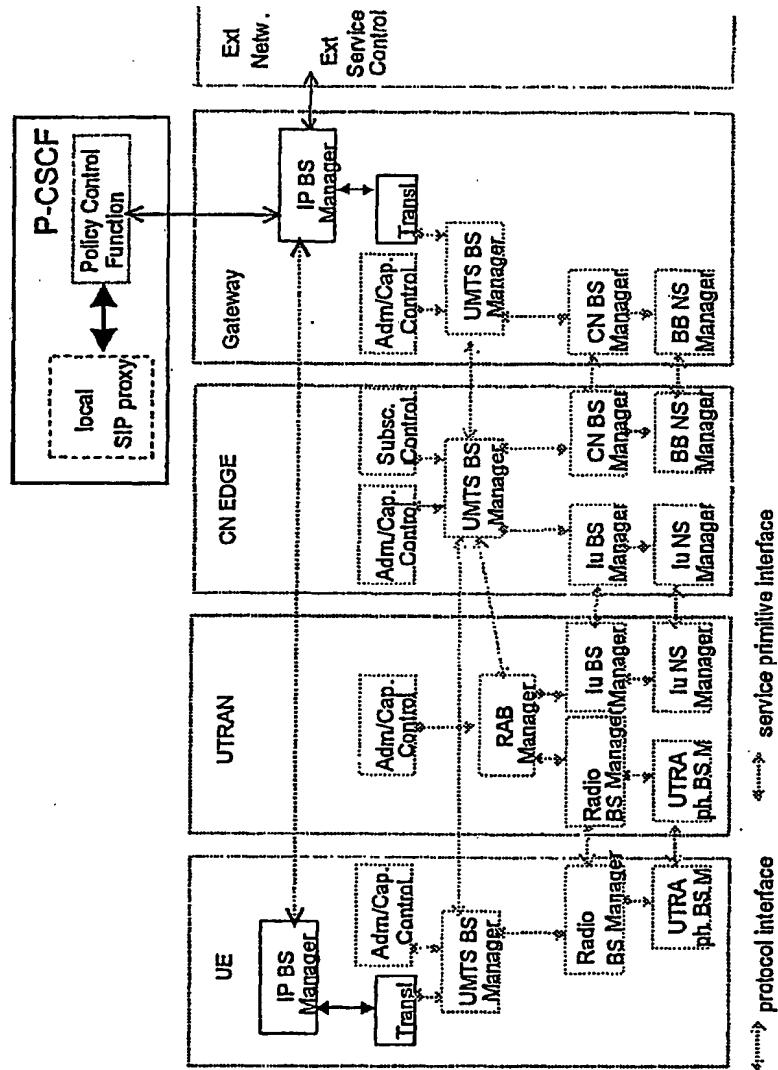 P-CSCF
local
SIP proxy
Policy Control
Function
UE
IP BS
Manager
Transl
Adm/Cap.
Control
UMTS BS
Manager
Radio
BS Manager
UTRA
ph.BS.M
UTRAN
Adm/Cap.
Control
RAB
Manager
Radio
BS Manager
Iu BS
Manager
UTRA
ph.BS.M
Iu NS
Manager
CN EDGE
Adm/Cap.
Control
Subsc.
Control
UMTS BS
Manager
Iu BS
Manager
CN BS
Manager
Iu NS
Manager
BB NS
Manager
Gateway
IP BS
Manager
Adm/Cap.
Control
Transl
UMTS BS
Manager
CN BS
Manager
BB NS
Manager
Ext
Netw.
Ext
Service
Control
protocol interface
service primitive interface